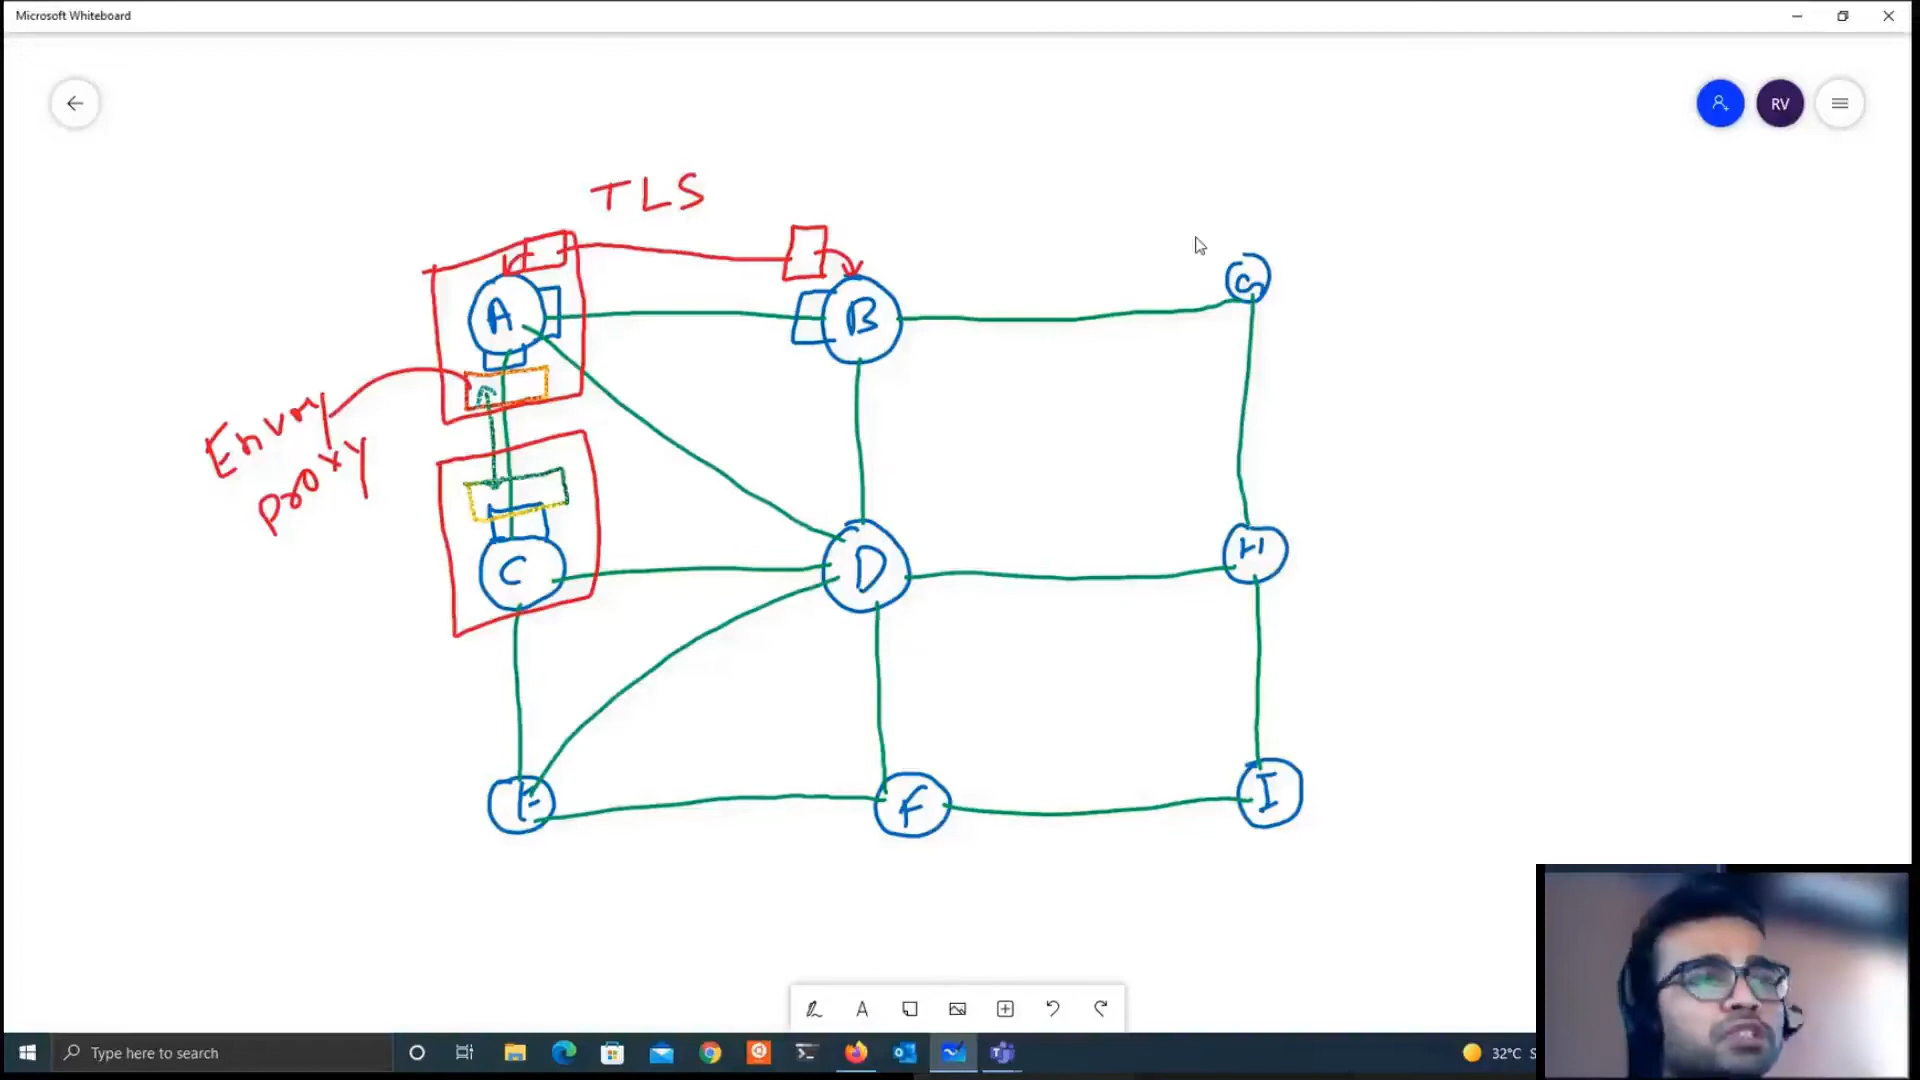 Microsoft Whiteboard
RV
TLS
A
B
G
Envoy
proxy
C
D
H
E
F
I
A
Type here to search
32°C S